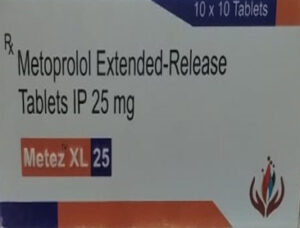 10 x 10 Tablets
Rx Metoprolol Extended-Release
Tablets IP 25 mg
Metez XL 25